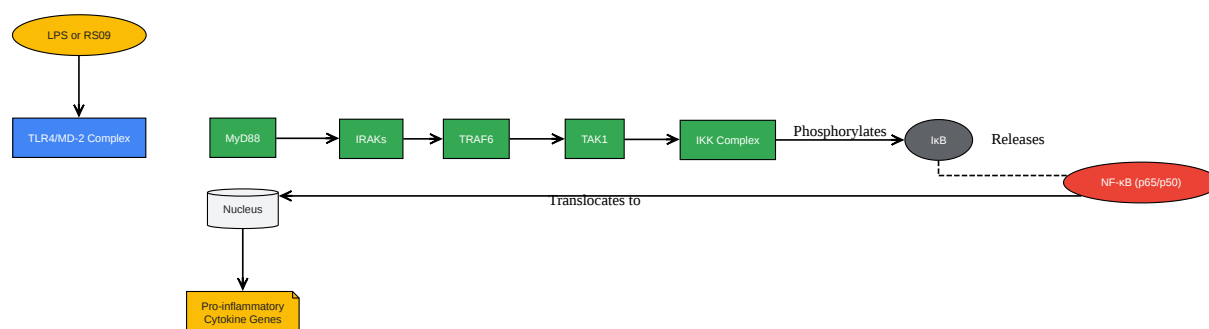 LPS or RS09
TLR4/MD-2 Complex
MyD88
IRAKs
TRAF6
TAK1
IKK Complex
Phosphorylates
IκB
Releases
NF-κB (p65/p50)
Translocates to
Nucleus
Pro-inflammatory
Cytokine Genes